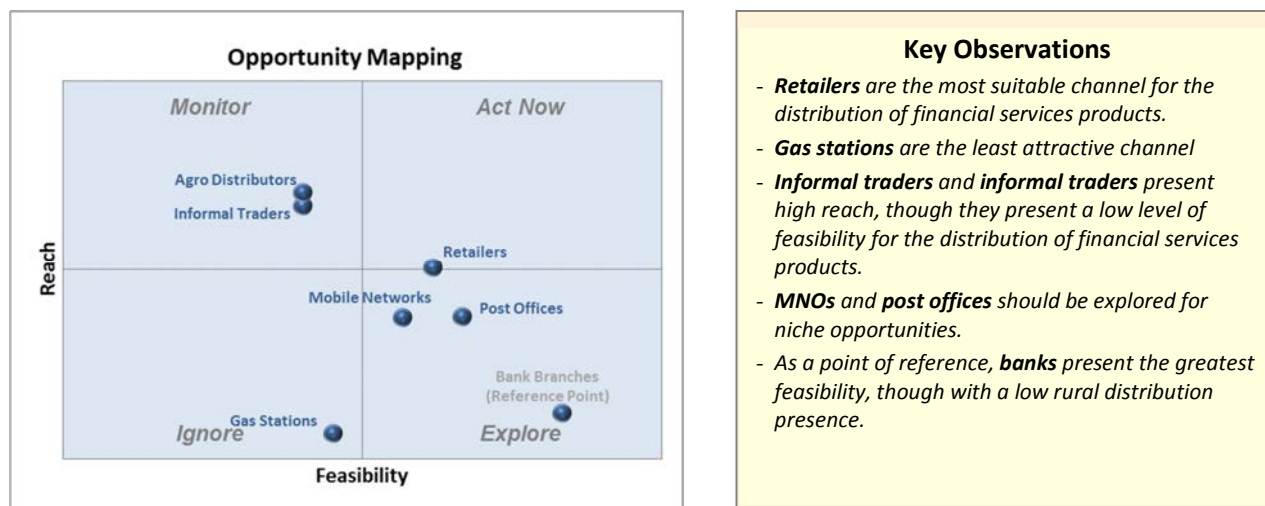 Opportunity Mapping
Monitor
Act Now
Agro Distributors
Informal Traders
Retailers
Reach
Mobile Networks
Post Offices
Bank Branches
(Reference Point)
Gas Stations
Ignore
Explore
Feasibility
Key Observations
- Retailers are the most suitable channel for the
distribution of financial services products.
- Gas stations are the least attractive channel
- Informal traders and informal traders present
high reach, though they present a low level of
feasibility for the distribution of financial services
products.
- MNOs and post offices should be explored for
niche opportunities.
- As a point of reference, banks present the greatest
feasibility, though with a low rural distribution
presence.